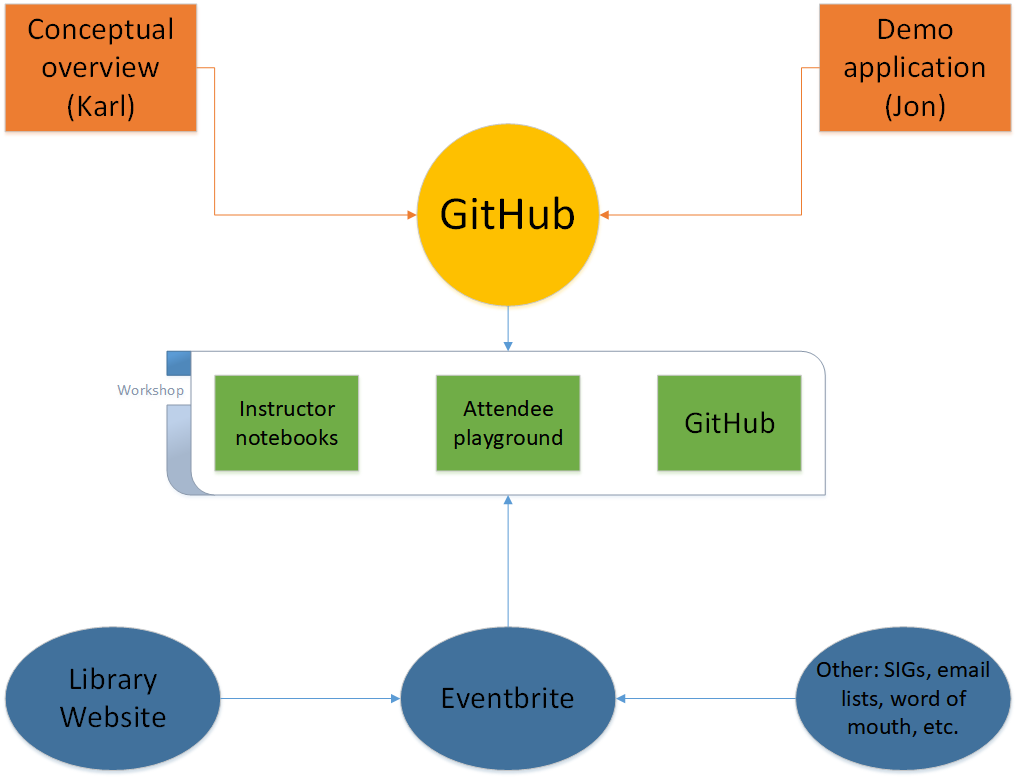 Conceptual
overview
(Karl)
Demo
application
(Jon)
GitHub
Workshop
Instructor
notebooks
Attendee
playground
GitHub
Library
Website
Eventbrite
Other: SIGs, email
lists, word of
mouth, etc.